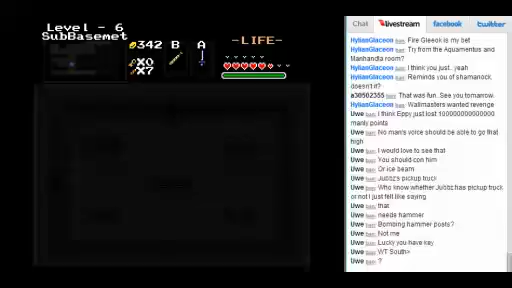 Level - 6
SubBasemet
342 B A
X0
X7
-LIFE-
Chat livestream facebook twitter
HylianGlaceon: Fire Gleeok is my bet
HylianGlaceon: Try from the Aquamentus and
Manhandla room?
HylianGlaceon: I think you just.. yeah
HylianGlaceon: Reminds you of shamanock,
doesn't it?
a30502355: That was fun. See you tomorrow.
HylianGlaceon: Wallmasters wanted revenge
Uwe: I think Eppy just lost
manly points
Uwe: No man's voice should be able to go that
high
Uwe: I would love to see that
Uwe: You should con him
Uwe: Or ice beam
Uwe: Jubbz's pickup truck
Uwe: Who know whether Jubbz has pickup truck
or not I just felt like saying
Uwe: that
Uwe: needs hammer
Uwe: Bombing hammer posts?
Uwe: Not me
Uwe: Lucky you have key
Uwe: WT South>
Uwe: ?